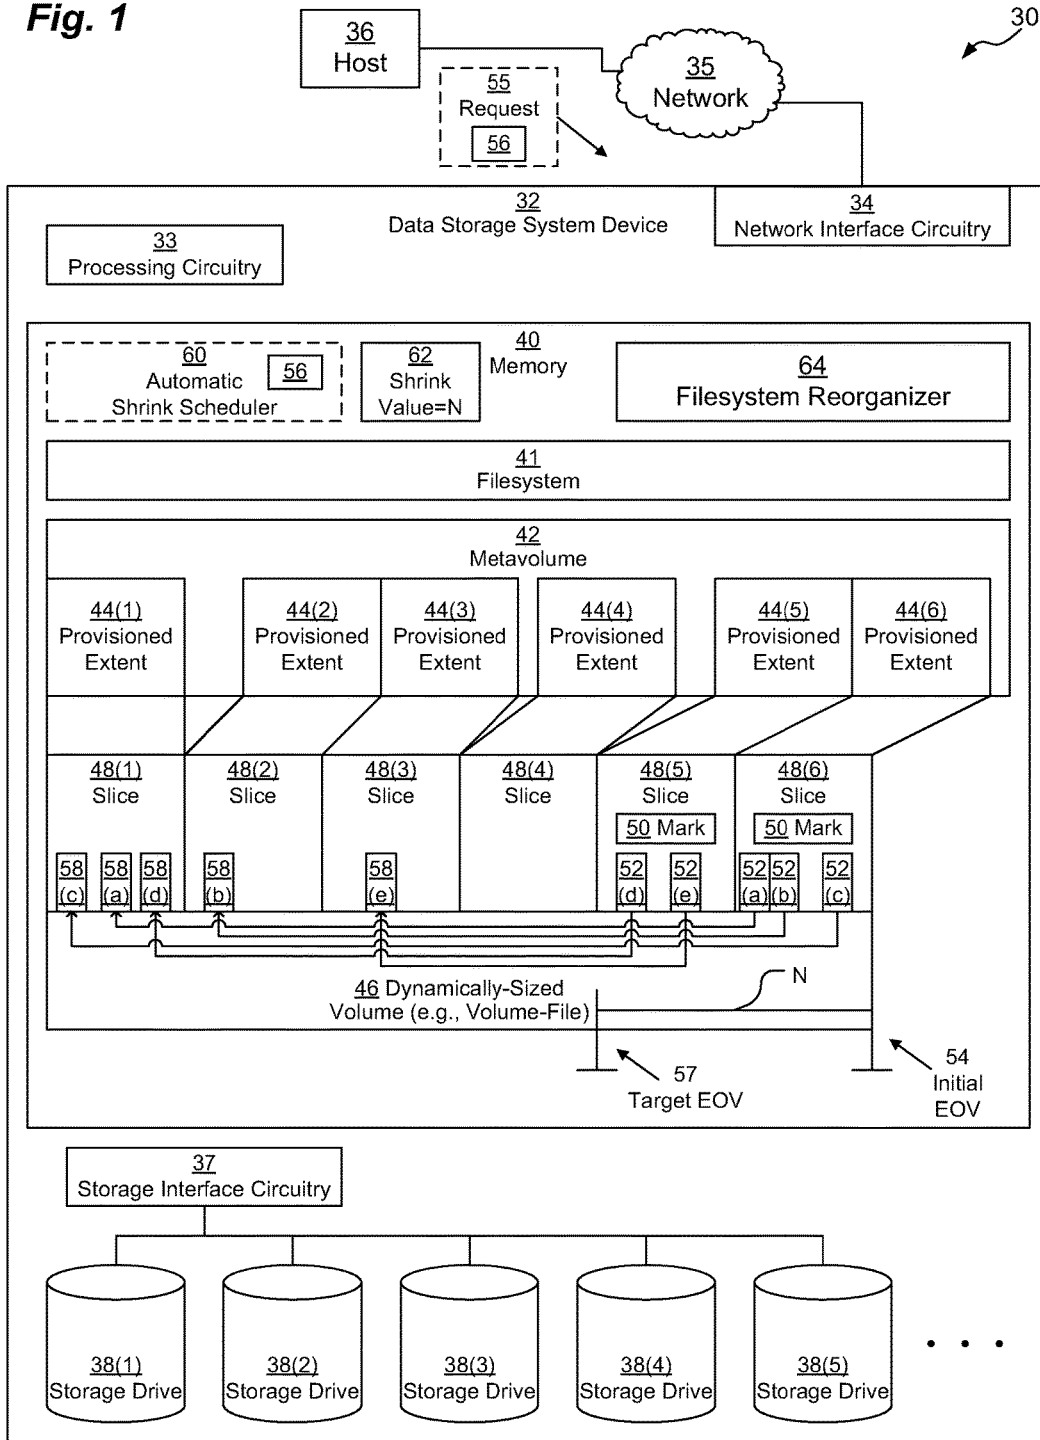 Fig. 1
30
36
Host
35
Network
55
Request
56
32
Data Storage System Device
34
Network Interface Circuitry
33
Processing Circuitry
40
Memory
60
Automatic
Shrink Scheduler
56
62
Shrink
Value=N
64
Filesystem Reorganizer
41
Filesystem
42
Metavolume
44(1)
Provisioned
Extent
44(2)
Provisioned
Extent
44(3)
Provisioned
Extent
44(4)
Provisioned
Extent
44(5)
Provisioned
Extent
44(6)
Provisioned
Extent
48(1)
Slice
48(2)
Slice
48(3)
Slice
48(4)
Slice
48(5)
Slice
48(6)
Slice
50 Mark
50 Mark
58
(c)
58
(a)
58
(d)
58
(b)
58
(e)
52
(d)
52
(e)
52
(a)
52
(b)
52
(c)
46 Dynamically-Sized
Volume (e.g., Volume-File)
N
57
Target EOV
54
Initial
EOV
37
Storage Interface Circuitry
38(1)
Storage Drive
38(2)
Storage Drive
38(3)
Storage Drive
38(4)
Storage Drive
38(5)
Storage Drive
. . .